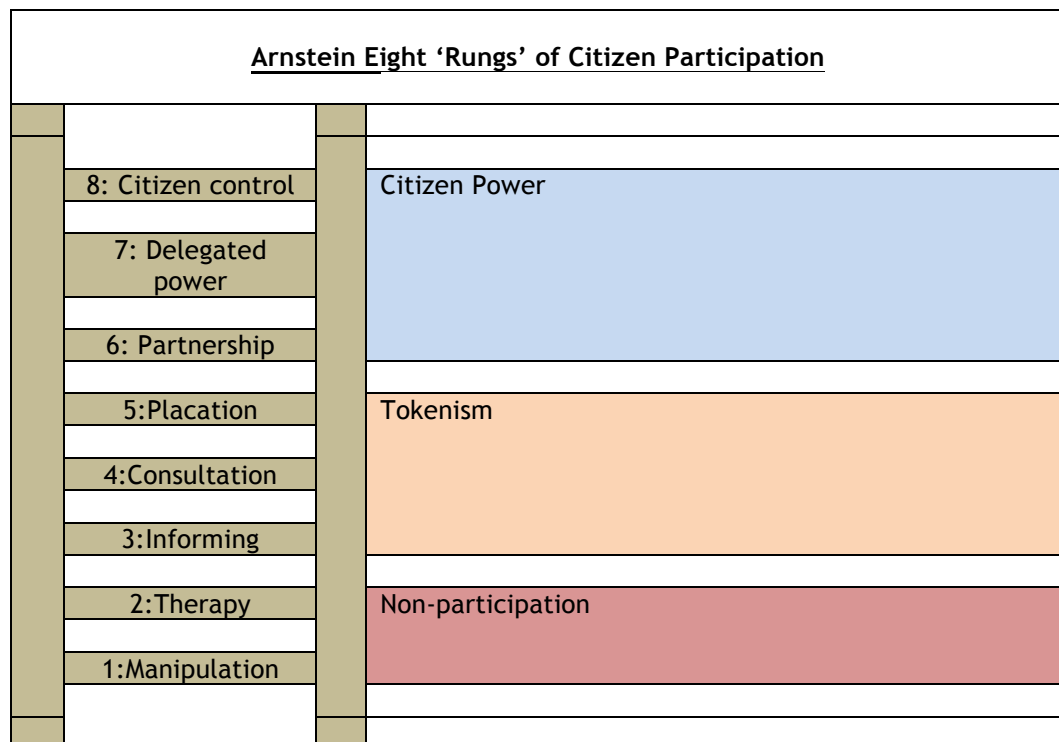 Arnstein Eight ‘Rungs’ of Citizen Participation
8: Citizen control
Citizen Power
7: Delegated
power
6: Partnership
5:Placation
Tokenism
4:Consultation
3:Informing
2:Therapy
Non-participation
1:Manipulation